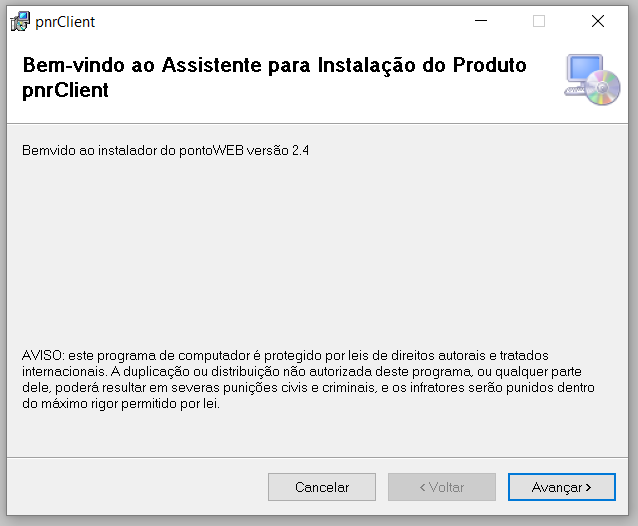 pnrClient
Bem-vindo ao Assistente para Instalação do Produto
pnrClient
Bemvido ao instalador do pontoWEB versão 2.4
AVISO: este programa de computador é protegido por leis de direitos autorais e tratados
internacionais. A duplicação ou distribuição não autorizada deste programa, ou qualquer parte
dele, poderá resultar em severas punições civis e criminais, e os infratores serão punidos dentro
do máximo rigor permitido por lei.
Cancelar
< Voltar
Avançar >